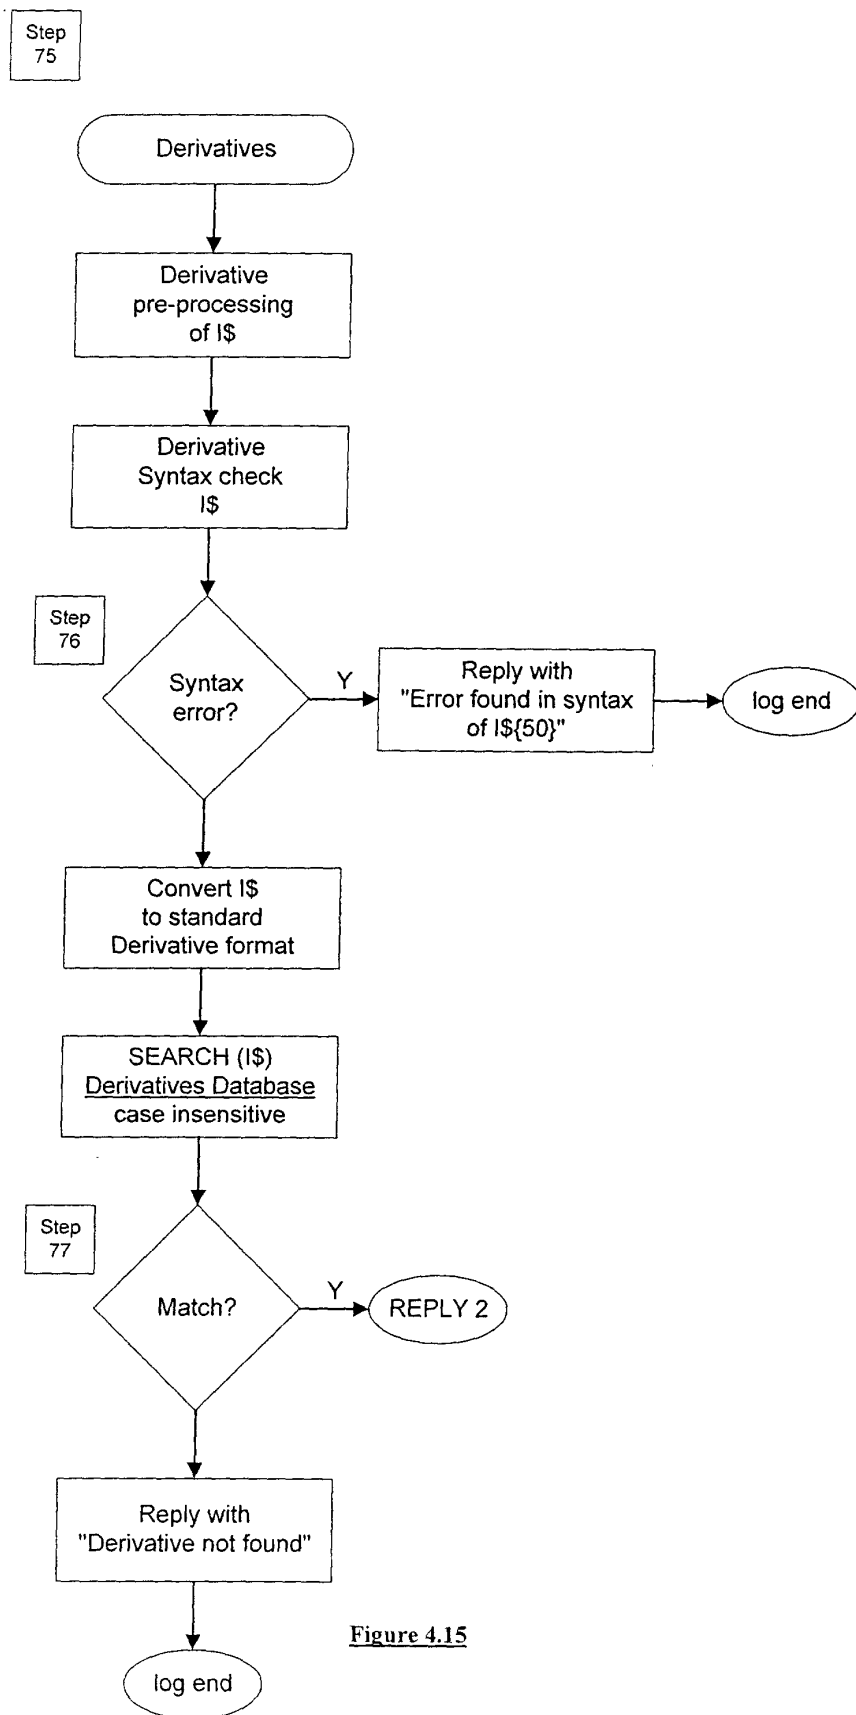 Step
75
Derivatives
Derivative
pre-processing
of I$
Derivative
Syntax check
I$
Step
76
Syntax
error?
Y
Reply with
"Error found in syntax
of I${50}"
log end
Convert I$
to standard
Derivative format
SEARCH (I$)
Derivatives Database
case insensitive
Step
77
Match?
Y
REPLY 2
Reply with
"Derivative not found"
log end
Figure 4.15